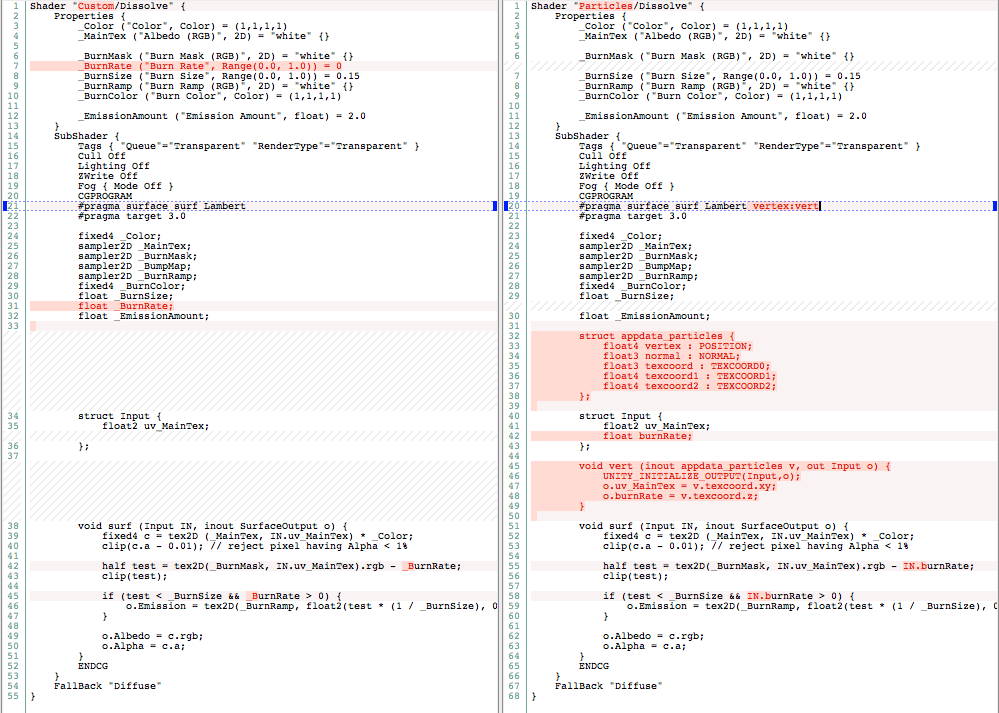 1 Shader "Custom/Dissolve" {
2 Properties {
3 _Color ("Color", Color) = (1,1,1,1)
4 _MainTex ("Albedo (RGB)", 2D) = "white" {}
5
6 _BurnMask ("Burn Mask (RGB)", 2D) = "white" {}
7 _BurnRate ("Burn Rate", Range(0.0, 1.0)) = 0
8 _BurnSize ("Burn Size", Range(0.0, 1.0)) = 0.15
9 _BurnRamp ("Burn Ramp (RGB)", 2D) = "white" {}
10 _BurnColor ("Burn Color", Color) = (1,1,1,1)
11
12 _EmissionAmount ("Emission Amount", float) = 2.0
13 }
14 SubShader {
15 Tags { "Queue"="Transparent" "RenderType"="Transparent" }
16 Cull Off
17 Lighting Off
18 ZWrite Off
19 Fog { Mode Off }
20 CGPROGRAM
21 #pragma surface surf Lambert
22 #pragma target 3.0
23
24 fixed4 _Color;
25 sampler2D _MainTex;
26 sampler2D _BurnMask;
27 sampler2D _BumpMap;
28 sampler2D _BurnRamp;
29 fixed4 _BurnColor;
30 float _BurnSize;
31 float _BurnRate;
32 float _EmissionAmount;
33
34 struct Input {
35 float2 uv_MainTex;
36 };
37
38 void surf (Input IN, inout SurfaceOutput o) {
39 fixed4 c = tex2D (_MainTex, IN.uv_MainTex) * _Color;
40 clip(c.a - 0.01); // reject pixel having Alpha < 1%
41
42 half test = tex2D(_BurnMask, IN.uv_MainTex).rgb - _BurnRate;
43 clip(test);
44
45 if (test < _BurnSize && _BurnRate > 0) {
46 o.Emission = tex2D(_BurnRamp, float2(test * (1 / _BurnSize), 0
47 }
48
49 o.Albedo = c.rgb;
50 o.Alpha = c.a;
51 }
52 ENDCG
53 }
54 FallBack "Diffuse"
55 }
1 Shader "Particles/Dissolve" {
2 Properties {
3 _Color ("Color", Color) = (1,1,1,1)
4 _MainTex ("Albedo (RGB)", 2D) = "white" {}
5
6 _BurnMask ("Burn Mask (RGB)", 2D) = "white" {}
7 _BurnSize ("Burn Size", Range(0.0, 1.0)) = 0.15
8 _BurnRamp ("Burn Ramp (RGB)", 2D) = "white" {}
9 _BurnColor ("Burn Color", Color) = (1,1,1,1)
10
11 _EmissionAmount ("Emission Amount", float) = 2.0
12 }
13 SubShader {
14 Tags { "Queue"="Transparent" "RenderType"="Transparent" }
15 Cull Off
16 Lighting Off
17 ZWrite Off
18 Fog { Mode Off }
19 CGPROGRAM
20 #pragma surface surf Lambert vertex:vert
21 #pragma target 3.0
22
23 fixed4 _Color;
24 sampler2D _MainTex;
25 sampler2D _BurnMask;
26 sampler2D _BumpMap;
27 sampler2D _BurnRamp;
28 fixed4 _BurnColor;
29 float _BurnSize;
30 float _EmissionAmount;
31
32 struct appdata_particles {
33 float4 vertex : POSITION;
34 float3 normal : NORMAL;
35 float3 texcoord : TEXCOORD0;
36 float4 texcoord1 : TEXCOORD1;
37 float4 texcoord2 : TEXCOORD2;
38 };
39
40 struct Input {
41 float2 uv_MainTex;
42 float burnRate;
43 };
44
45 void vert (inout appdata_particles v, out Input o) {
46 UNITY_INITIALIZE_OUTPUT(Input,o);
47 o.uv_MainTex = v.texcoord.xy;
48 o.burnRate = v.texcoord.z;
49 }
50
51 void surf (Input IN, inout SurfaceOutput o) {
52 fixed4 c = tex2D (_MainTex, IN.uv_MainTex) * _Color;
53 clip(c.a - 0.01); // reject pixel having Alpha < 1%
54
55 half test = tex2D(_BurnMask, IN.uv_MainTex).rgb - IN.burnRate;
56 clip(test);
57
58 if (test < _BurnSize && IN.burnRate > 0) {
59 o.Emission = tex2D(_BurnRamp, float2(test * (1 / _BurnSize), 0
60 }
61
62 o.Albedo = c.rgb;
63 o.Alpha = c.a;
64 }
65 ENDCG
66 }
67 FallBack "Diffuse"
68 }